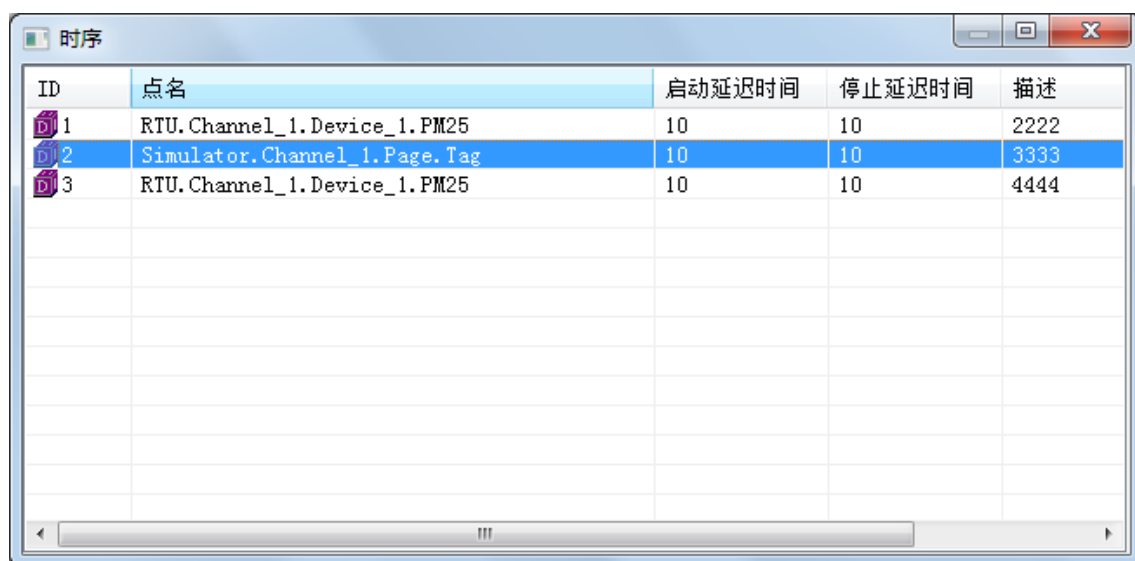 时序
ID 点名 启动延迟时间 停止延迟时间 描述
D 1 RTU.Channel_1.Device_1.PM25 10 10 2222
D 2 Simulator.Channel_1.Page.Tag 10 10 3333
D 3 RTU.Channel_1.Device_1.PM25 10 10 4444